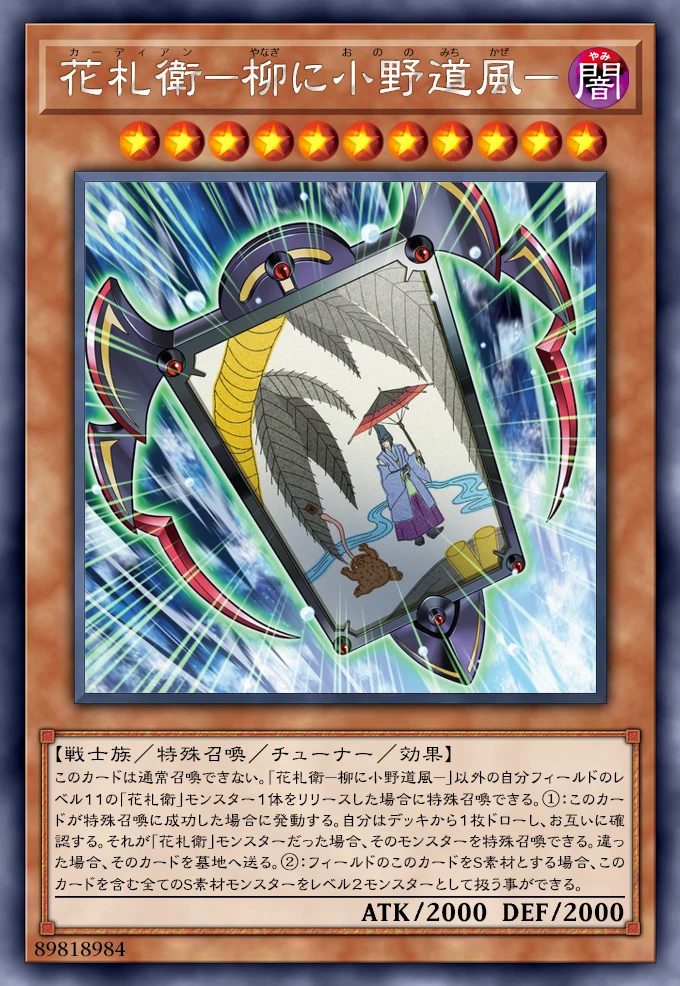 カーディアン やなぎ おののみちかぜ
花札衛―柳に小野道風―
やみ
闇
【戦士族／特殊召喚／チューナー／効果】
このカードは通常召喚できない。「花札衛―柳に小野道風―」以外の自分フィールドのレ
ベル１１の「花札衛」モンスター１体をリリースした場合に特殊召喚できる。①：このカー
ドが特殊召喚に成功した場合に発動する。自分はデッキから１枚ドローし、お互いに確
認する。それが「花札衛」モンスターだった場合、そのモンスターを特殊召喚できる。違っ
た場合、そのカードを墓地へ送る。②：フィールドのこのカードをS素材とする場合、この
カードを含む全てのS素材モンスターをレベル２モンスターとして扱う事ができる。
ATK/2000 DEF/2000
89818984